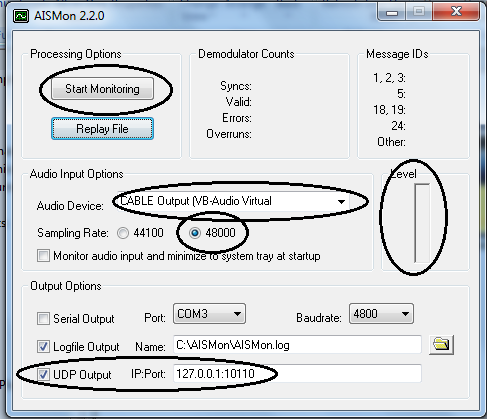 AISMon 2.2.0
Processing Options
Start Monitoring
Replay File
Demodulator Counts
Syncs:
Valid:
Errors:
Overruns:
Message IDs
1, 2, 3:
5:
18, 19:
24:
Other:
Audio Input Options
Audio Device: CABLE Output (VB-Audio Virtual
Sampling Rate: 44100 48000
Monitor audio input and minimize to system tray at startup
Level
Output Options
Serial Output Port: COM3 Baudrate: 4800
Logfile Output Name: C:\AISMon\AISMon.log
UDP Output IP:Port: 127.0.0.1:10110